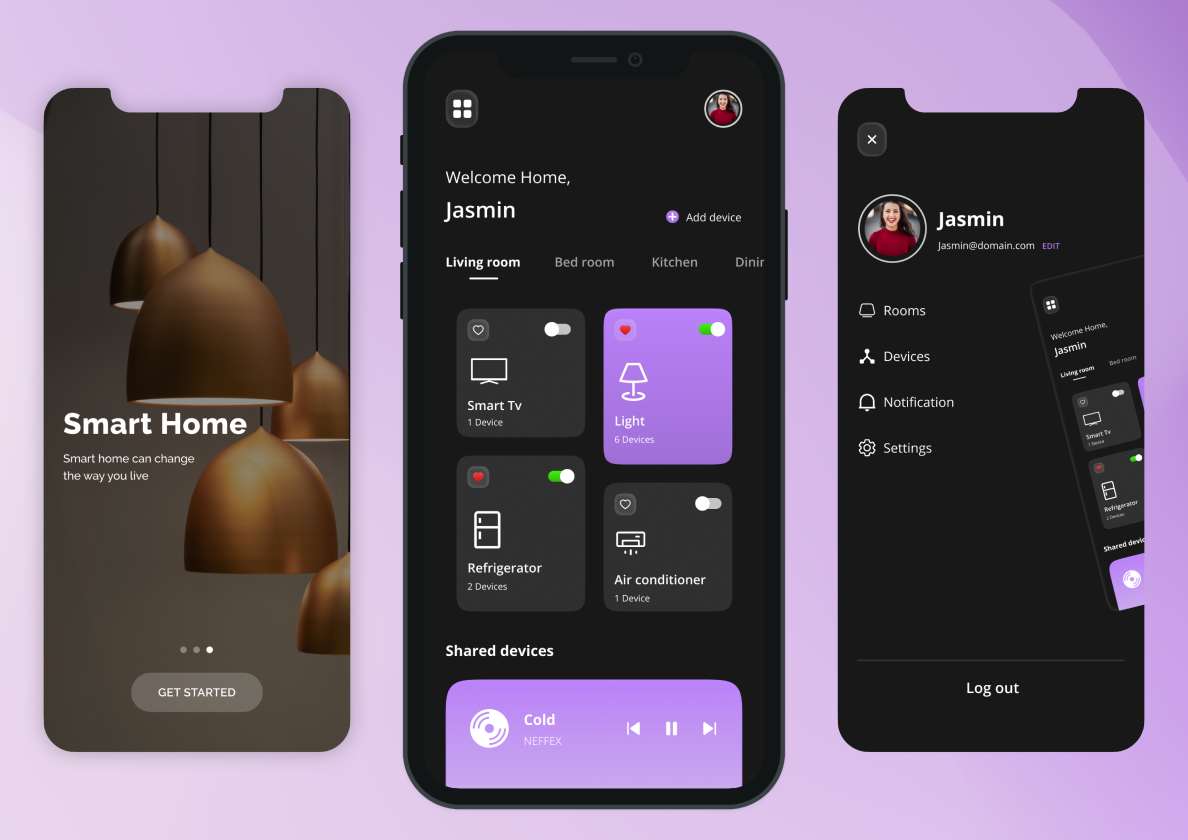 Smart Home
Smart home can change
the way you live
GET STARTED
Welcome Home,
Jasmin
Add device
Living room
Bed room
Kitchen
Dinir
Smart Tv
1 Device
Light
6 Devices
Refrigerator
2 Devices
Air conditioner
1 Device
Shared devices
Cold
NEFFEX
Jasmin
Jasmin@domain.com EDIT
Rooms
Devices
Notification
Settings
Welcome Home,
Jasmin
Living room
Bed room
Smart Tv
1 Device
Refrigerator
2 Devices
Shared devic
Log out